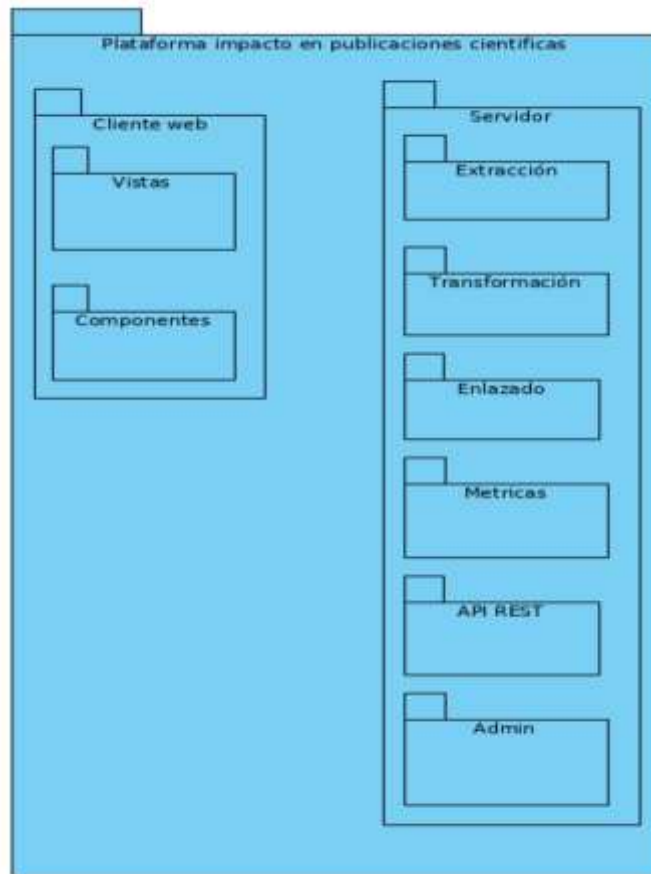 Plataforma impacto en publicaciones cientificas
Cliente web
Vistas
Componentes
Servidor
Extracción
Transformación
Enlazado
Metricas
API REST
Admin